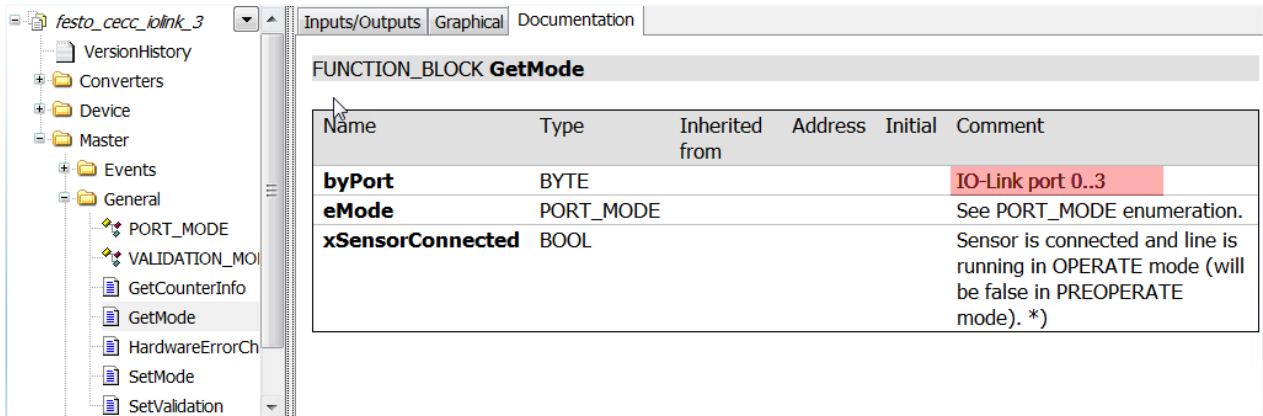 festo_cecc_iolink_3
VersionHistory
Converters
Device
Master
Events
General
PORT_MODE
VALIDATION_MO
GetCounterInfo
GetMode
HardwareErrorCh
SetMode
SetValidation
Inputs/Outputs Graphical Documentation
FUNCTION_BLOCK GetMode
Name Type Inherited from Address Initial Comment
byPort BYTE IO-Link port 0..3
eMode PORT_MODE See PORT_MODE enumeration.
xSensorConnected BOOL Sensor is connected and line is
running in OPERATE mode (will
be false in PREOPERATE
mode). *)